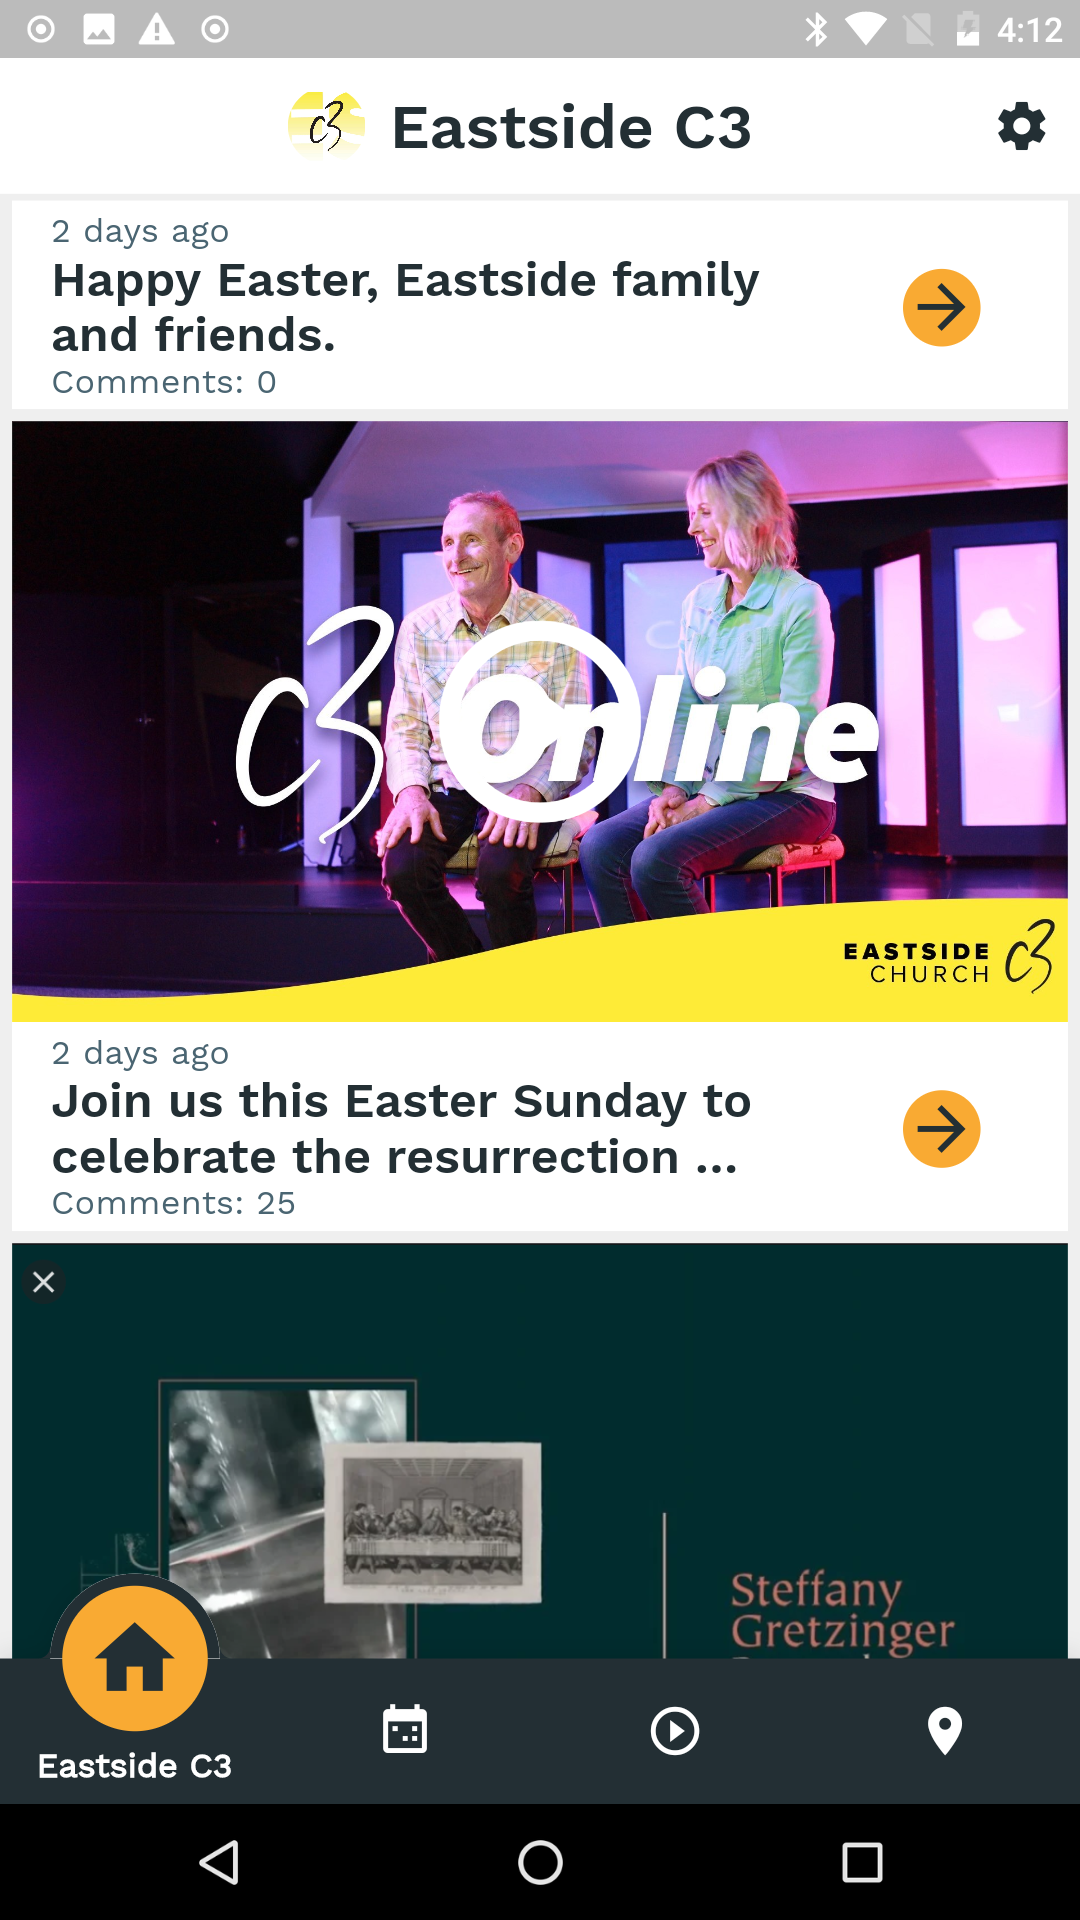 4:12
c3 Eastside C3
2 days ago
Happy Easter, Eastside family
and friends.
Comments: 0
c3 Online
EASTSIDE
CHURCH c3
2 days ago
Join us this Easter Sunday to
celebrate the resurrection ...
Comments: 25
Steffany
Gretzinger
Eastside C3